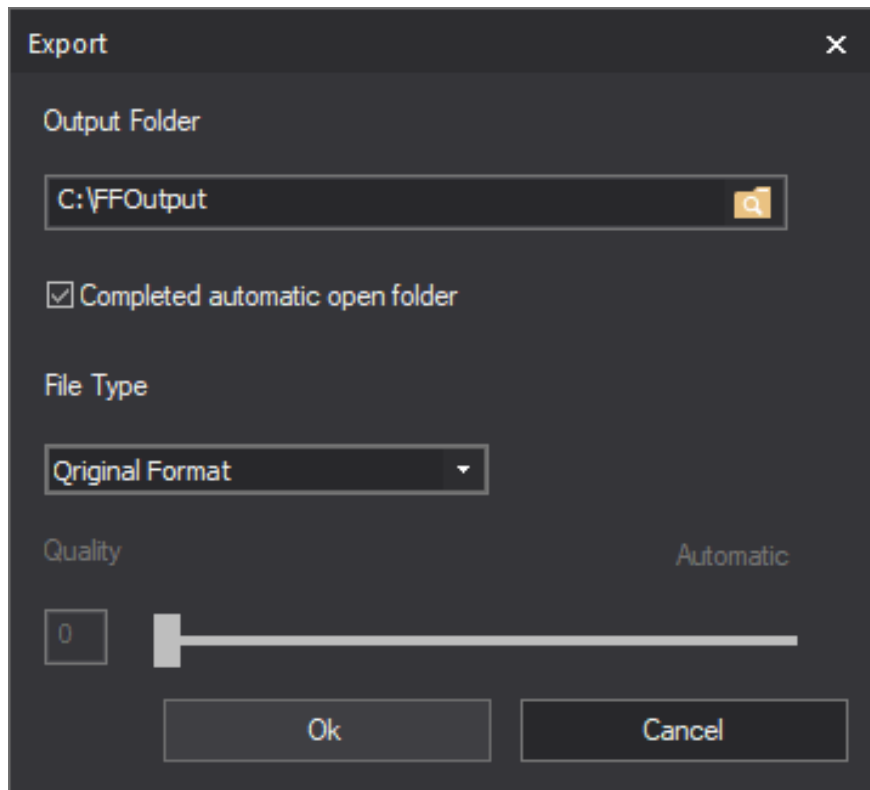 Export
Output Folder
C:\FFOutput
Completed automatic open folder
File Type
Qriginal Format
Quality
Automatic
0
Ok
Cancel